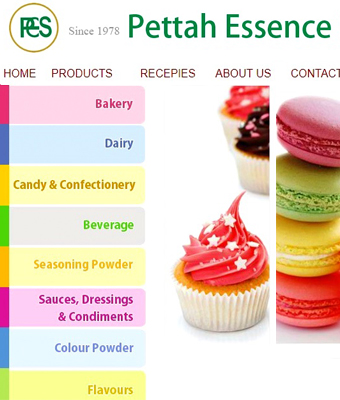 PES
Since 1978 Pettah Essence
HOME PRODUCTS RECEPIES ABOUT US CONTACT
Bakery
Dairy
Candy & Confectionery
Beverage
Seasoning Powder
Sauces, Dressings
& Condiments
Colour Powder
Flavours